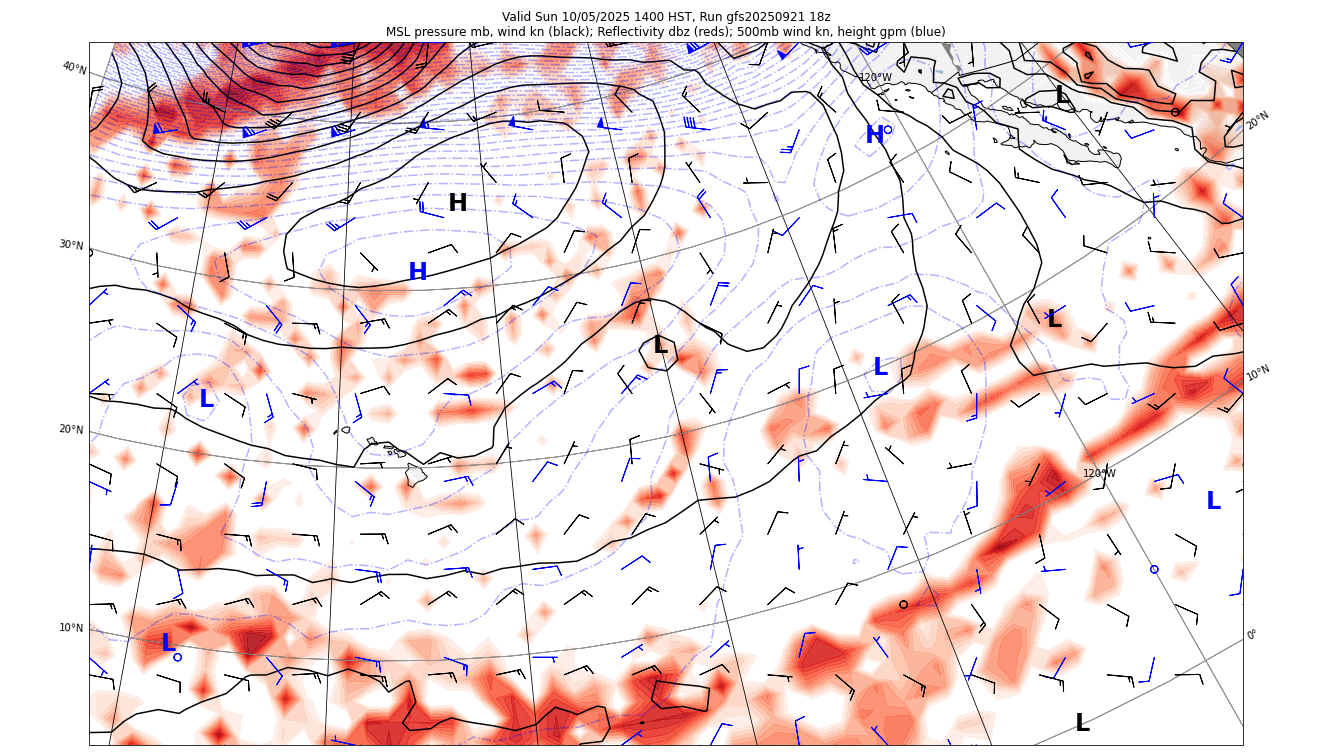 Valid Sun 10/05/2025 1400 HST, Run gfs20250921 18z
MSL pressure mb, wind kn (black); Reflectivity dbz (reds); 500mb wind kn, height gpm (blue)
40°N
120°W
L
20°N
H
H
30°N
H
L
L
L
10°N
L
20°N
120°W
L
10°N
L
0°
L